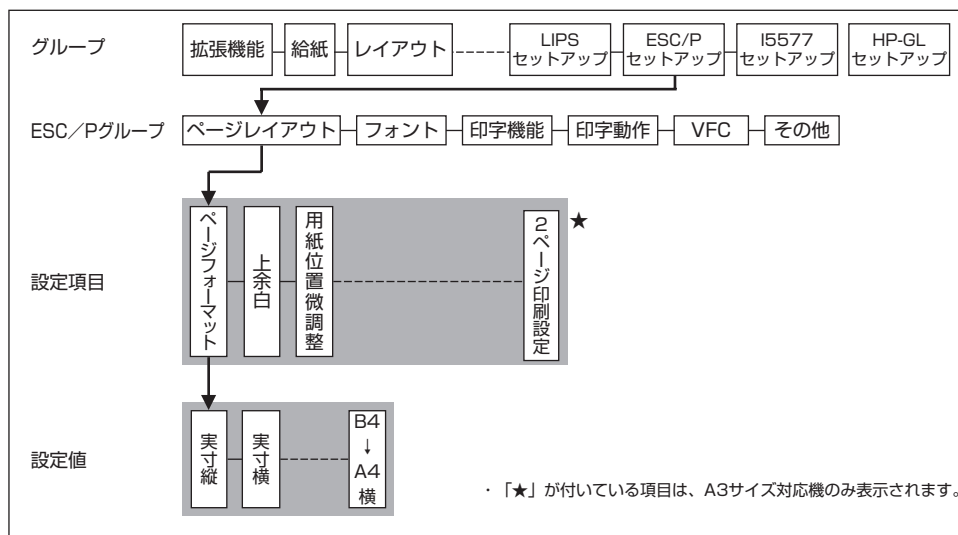 グループ
拡張機能
給紙
レイアウト
LIPS
セットアップ
ESC/P
セットアップ
I5577
セットアップ
HP-GL
セットアップ
ESC／Pグループ
ページレイアウト
フォント
印字機能
印字動作
VFC
その他
設定項目
ページフォーマット
上余白
用紙位置微調整
2ページ印刷設定
★
設定値
実寸縦
実寸横
B4
↓
A4
横
・「★」が付いている項目は、A3サイズ対応機のみ表示されます。